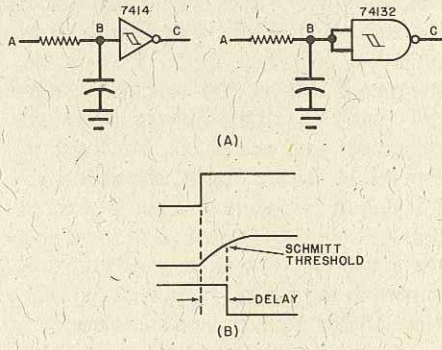 7414
A
B
C
74132
A
B
C
(A)
SCHMITT
THRESHOLD
DELAY
(B)